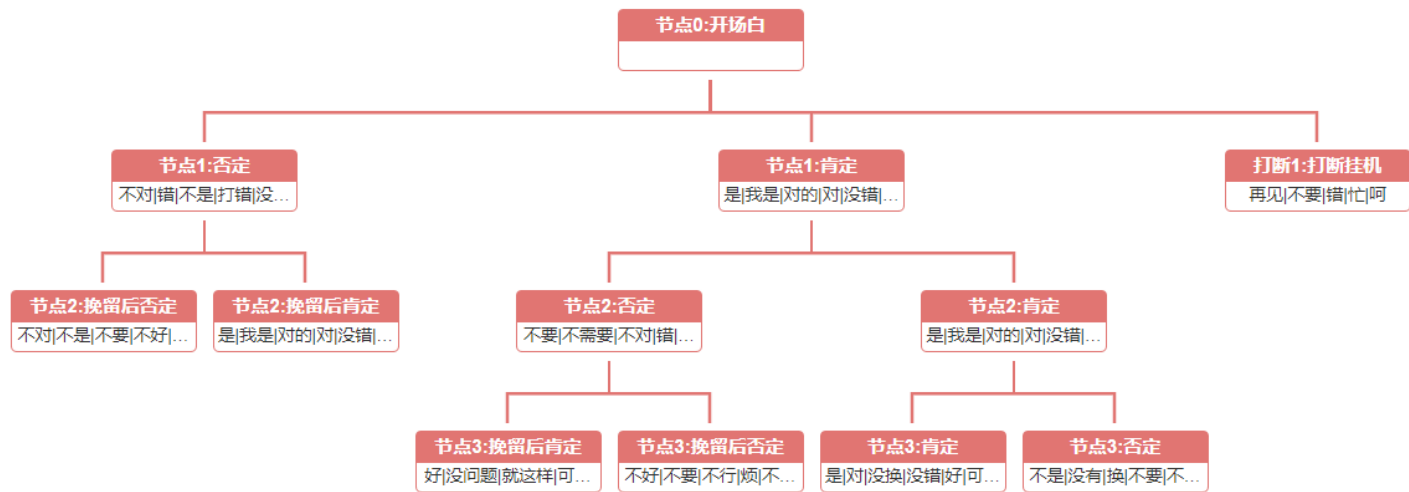 节点0:开场白
节点1:否定
不对|错|不是|打错|没…
节点1:肯定
是|我是|对的|对|没错|…
打断1:打断挂机
再见|不要|错|忙|呵
节点2:挽留后否定
不对|不是|不要|不好|…
节点2:挽留后肯定
是|我是|对的|对|没错|…
节点2:否定
不要|不需要|不对|错|…
节点2:肯定
是|我是|对的|对|没错|…
节点3:挽留后肯定
好|没问题|就这样|可…
节点3:挽留后否定
不好|不要|不行|烦|不…
节点3:肯定
是|对|没换|没错|好|可…
节点3:否定
不是|没有|换|不要|不…